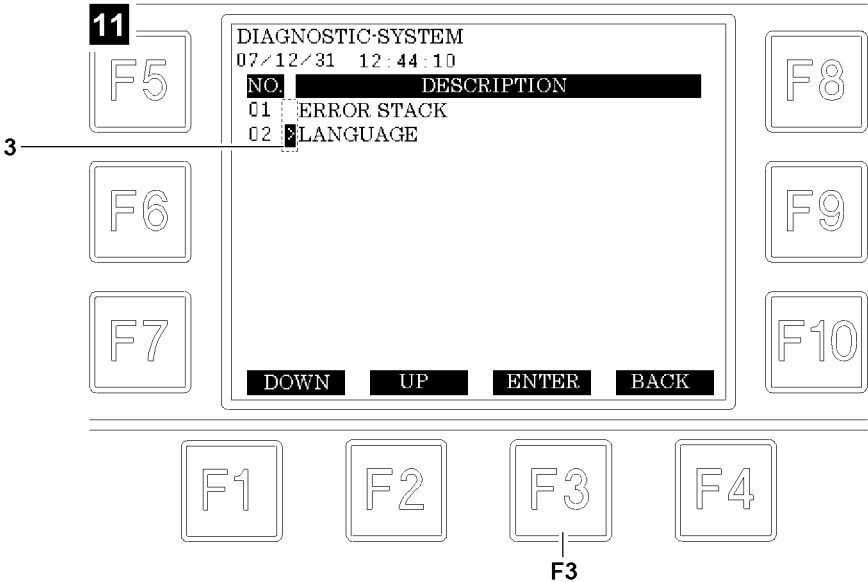 11
F5
F8
DIAGNOSTIC-SYSTEM
07/12/31 12:44:10
NO. DESCRIPTION
01 ERROR STACK
02 >LANGUAGE
3
F6
F9
F7
F10
DOWN UP ENTER BACK
F1 F2 F3 F4
F3